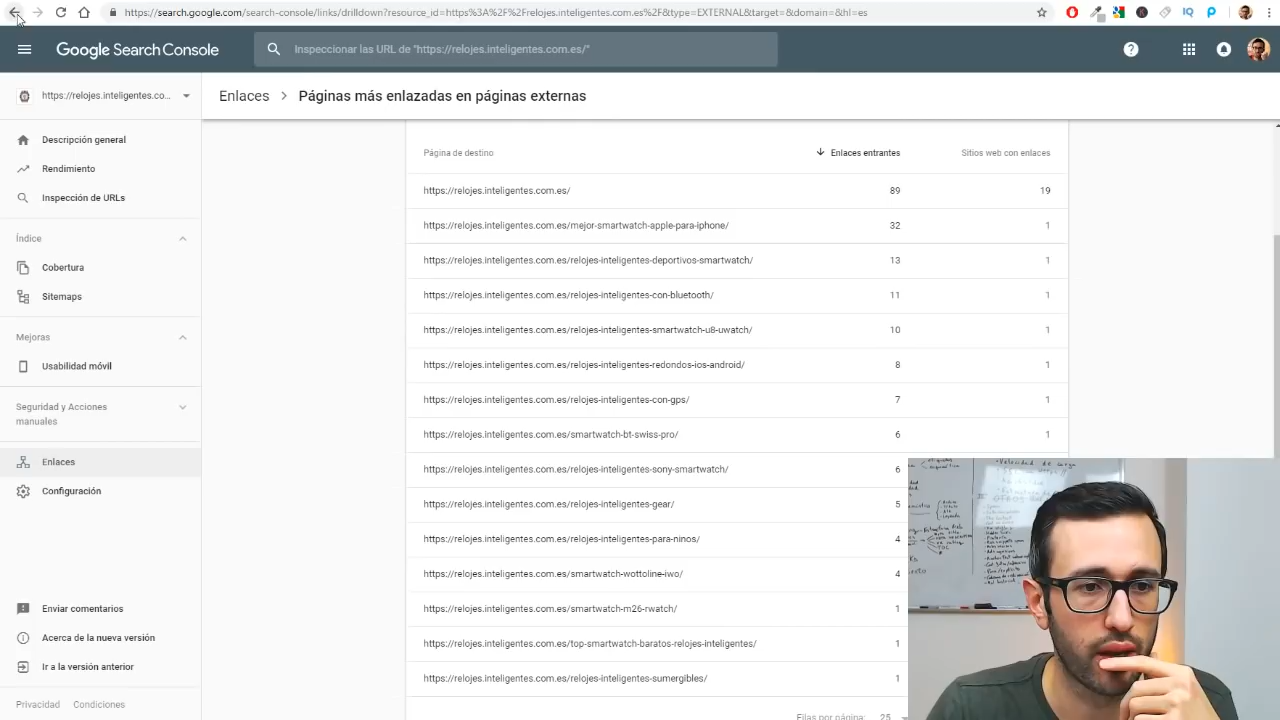 https://search.google.com/search-console/links/drilldown?resource_id=https%3A%2F%2Frelojes.inteligentes.com.es%2F&type=EXTERNAL&target=&domain=&hl=es
Google Search Console
Inspeccionar las URL de "https://relojes.inteligentes.com.es/"
https://relojes.inteligentes.co...
Enlaces > Páginas más enlazadas en páginas externas
Descripción general
Rendimiento
Inspección de URLs
Índice
Cobertura
Sitemaps
Mejoras
Usabilidad móvil
Seguridad y Acciones
manuales
Enlaces
Configuración
Enviar comentarios
Acerca de la nueva versión
Ir a la versión anterior
Privacidad Condiciones
Página de destino Enlaces entrantes Sitios web con enlaces
https://relojes.inteligentes.com.es/ 89 19
https://relojes.inteligentes.com.es/mejor-smartwatch-apple-para-iphone/ 32 1
https://relojes.inteligentes.com.es/relojes-inteligentes-deportivos-smartwatch/ 13 1
https://relojes.inteligentes.com.es/relojes-inteligentes-con-bluetooth/ 11 1
https://relojes.inteligentes.com.es/relojes-inteligentes-smartwatch-u8-uwatch/ 10 1
https://relojes.inteligentes.com.es/relojes-inteligentes-redondos-ios-android/ 8 1
https://relojes.inteligentes.com.es/relojes-inteligentes-con-gps/ 7 1
https://relojes.inteligentes.com.es/smartwatch-bt-swiss-pro/ 6 1
https://relojes.inteligentes.com.es/relojes-inteligentes-sony-smartwatch/ 6
https://relojes.inteligentes.com.es/relojes-inteligentes-gear/ 5
https://relojes.inteligentes.com.es/relojes-inteligentes-para-ninos/ 4
https://relojes.inteligentes.com.es/smartwatch-wottoline-iwo/ 4
https://relojes.inteligentes.com.es/smartwatch-m26-rwatch/ 1
https://relojes.inteligentes.com.es/top-smartwatch-baratos-relojes-inteligentes/ 1
https://relojes.inteligentes.com.es/relojes-inteligentes-sumergibles/ 1
Filas por página: 25
Velocidad de carga
OTROS